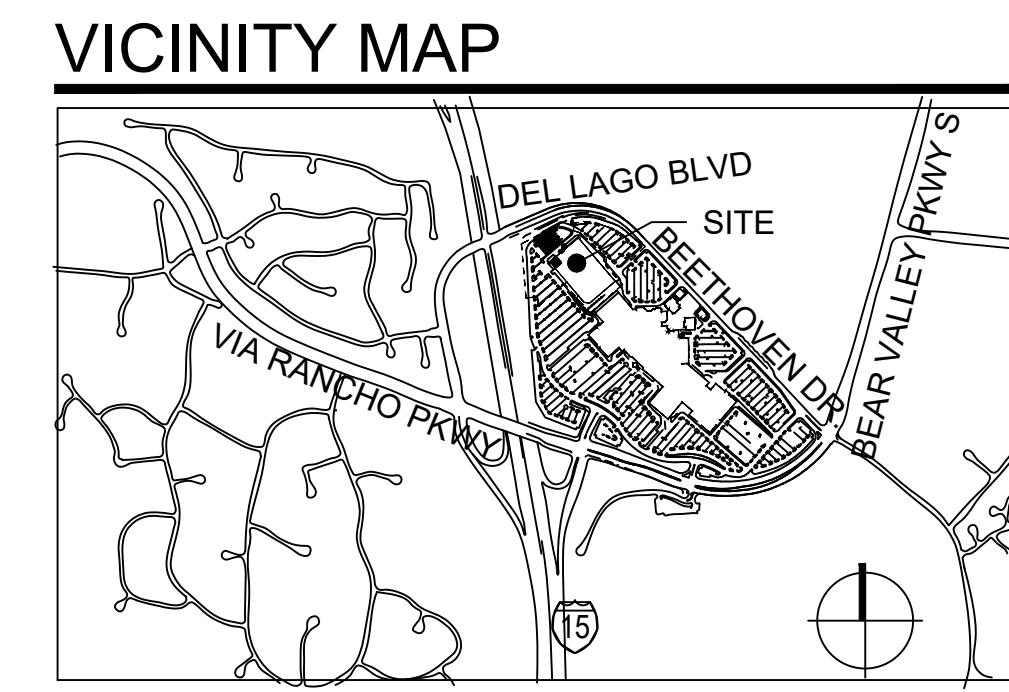 VICINITY MAP
DEL LAGO BLVD
SITE
BEETHOVEN DR
BEAR VALLEY PKWY S
VIA RANCHO PKWY
15